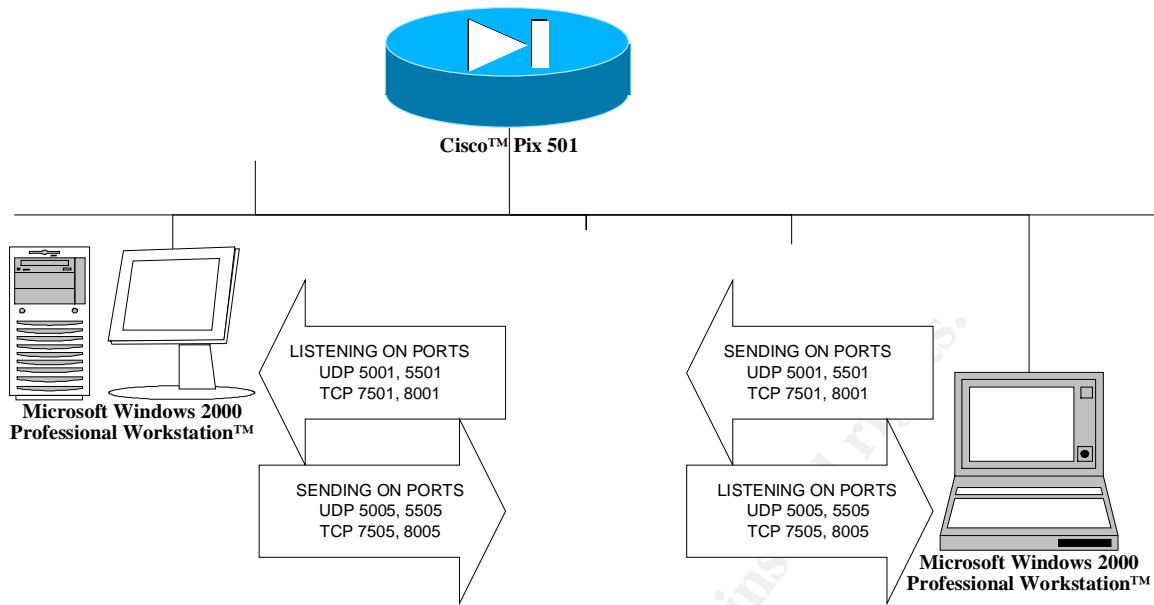 Cisco™ Pix 501
LISTENING ON PORTS
UDP 5001, 5501
TCP 7501, 8001
SENDING ON PORTS
UDP 5001, 5501
TCP 7501, 8001
Microsoft Windows 2000
Professional Workstation™
SENDING ON PORTS
UDP 5005, 5505
TCP 7505, 8005
LISTENING ON PORTS
UDP 5005, 5505
TCP 7505, 8005
Microsoft Windows 2000
Professional Workstation™
ins
rights.